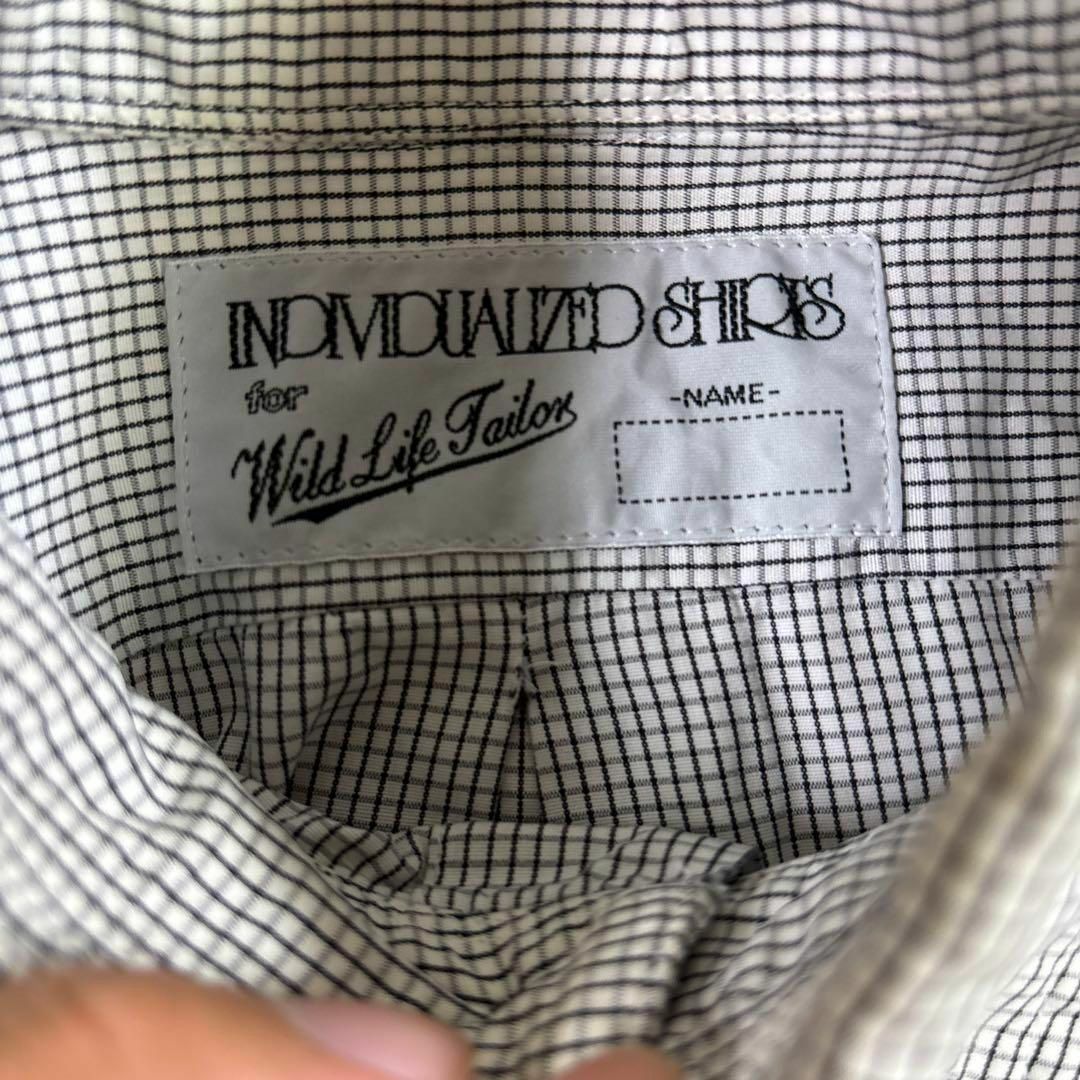 INDIVIDUALIZED SHIRTS
for
Wild Life Tailor
-NAME-